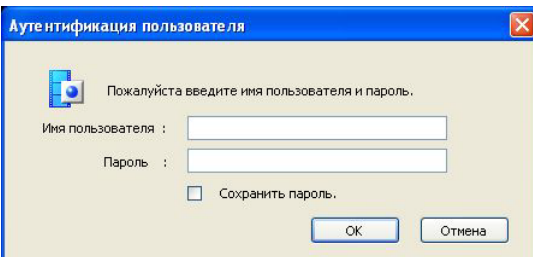 Аутентификация пользователя
Пожалуйста введите имя пользователя и пароль.
Имя пользователя :
Пароль :
Сохранить пароль.
OK Отмена